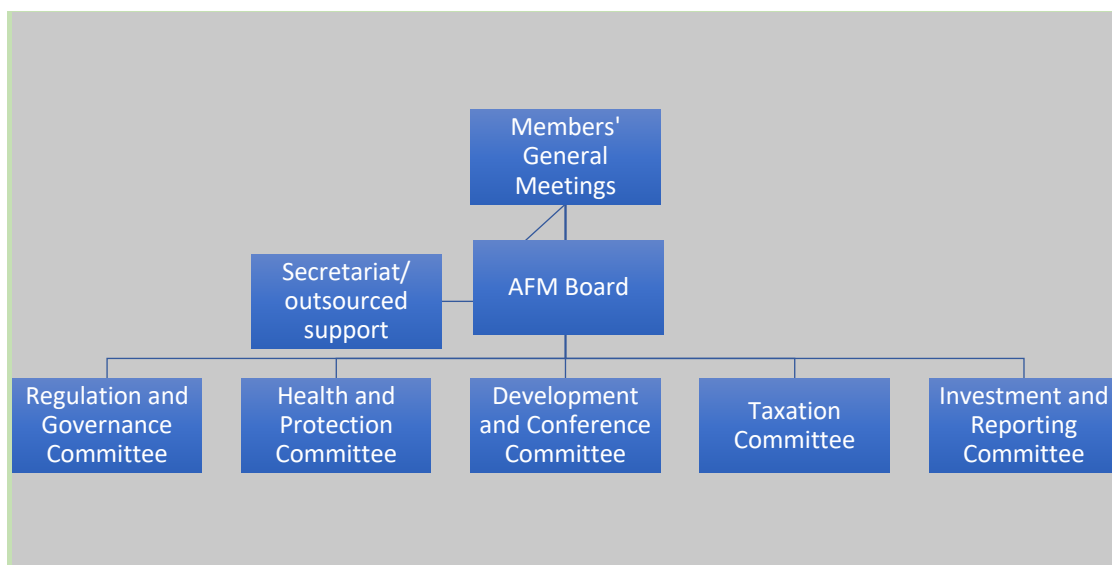 Members'
General
Meetings
Secretariat/
outsourced
support
AFM Board
Regulation and
Governance
Committee
Health and
Protection
Committee
Development
and Conference
Committee
Taxation
Committee
Investment and
Reporting
Committee